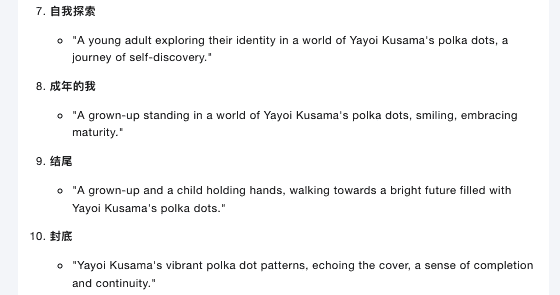 7. 自我探索
"A young adult exploring their identity in a world of Yayoi Kusama's polka dots, a
journey of self-discovery."
8. 成年的我
"A grown-up standing in a world of Yayoi Kusama's polka dots, smiling, embracing
maturity."
9. 结尾
"A grown-up and a child holding hands, walking towards a bright future filled with
Yayoi Kusama's polka dots."
10. 封底
"Yayoi Kusama's vibrant polka dot patterns, echoing the cover, a sense of completion
and continuity."